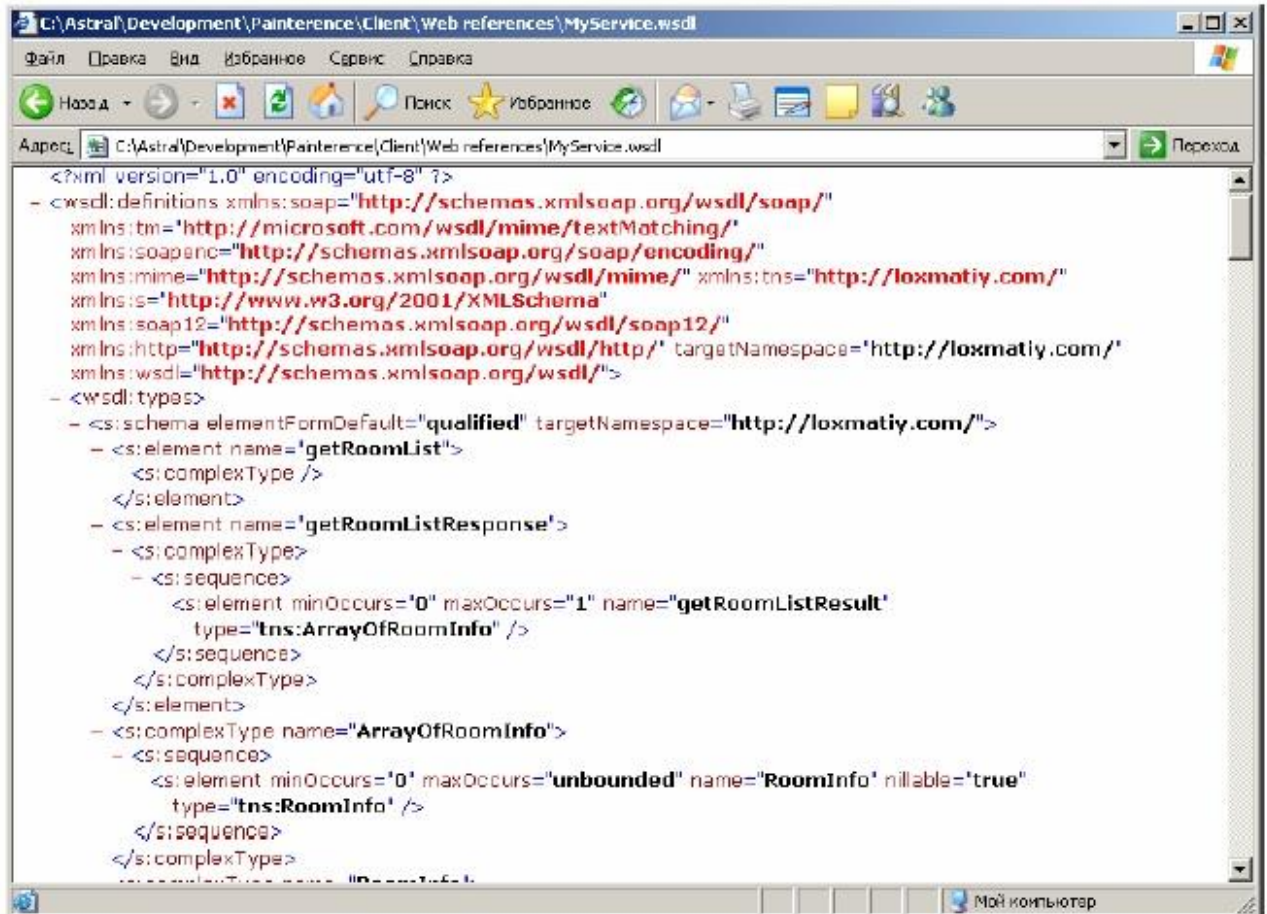 C:\Astral\Development\Painterence\Client\Web references\MyService.wsdl
Файл Правка Вид Избранное Сервис Справка
Назад Поиск Избранное
Адрес: C:\Astral\Development\Painterence\Client\Web references\MyService.wsdl Переход
<?xml version="1.0" encoding="utf-8" ?>
- <wsdl:definitions xmlns:soap="http://schemas.xmlsoap.org/wsdl/soap/"
xmlns:tm="http://microsoft.com/wsdl/mime/textMatching/"
xmlns:soapenc="http://schemas.xmlsoap.org/soap/encoding/"
xmlns:mime="http://schemas.xmlsoap.org/wsdl/mime/" xmlns:tns="http://loxmatiy.com/"
xmlns:s="http://www.w3.org/2001/XMLSchema"
xmlns:soap12="http://schemas.xmlsoap.org/wsdl/soap12/"
xmlns:http="http://schemas.xmlsoap.org/wsdl/http/" targetNamespace="http://loxmatiy.com/"
xmlns:wsdl="http://schemas.xmlsoap.org/wsdl/">
- <wsdl:types>
- <s:schema elementFormDefault="qualified" targetNamespace="http://loxmatiy.com/">
- <s:element name="getRoomList">
<s:complexType />
</s:element>
- <s:element name="getRoomListResponse">
- <s:complexType>
- <s:sequence>
<s:element minOccurs="0" maxOccurs="1" name="getRoomListResult"
type="tns:ArrayOfRoomInfo" />
</s:sequence>
</s:complexType>
</s:element>
- <s:complexType name="ArrayOfRoomInfo">
- <s:sequence>
<s:element minOccurs="0" maxOccurs="unbounded" name="RoomInfo" nillable="true"
type="tns:RoomInfo" />
</s:sequence>
</s:complexType>
Мой компьютер